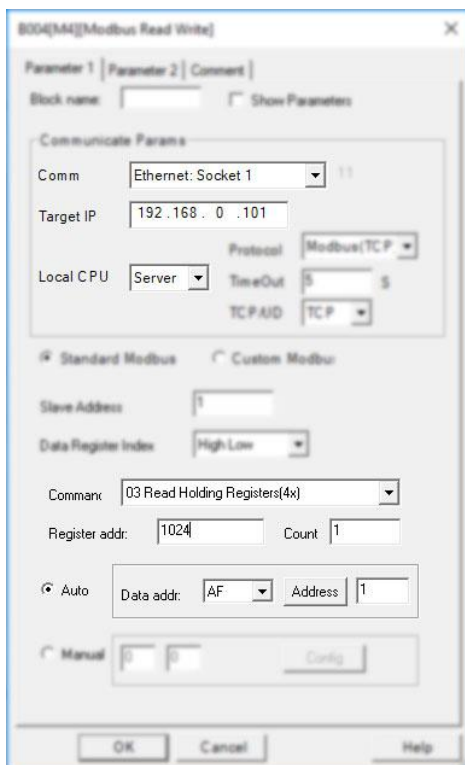 B004[M4][Modbus Read Write]
Parameter 1 Parameter 2 Comment
Block name: Show Parameters
Communicate Params
Comm Ethernet: Socket 1 11
Target IP 192 . 168 . 0 . 101
Protocol Modbus(TCP
Local CPU Server TimeOut 5 S
TCP/UD TCP
Standard Modbus Custom Modbu:
Slave Address 1
Data Register Index High Low
Command 03 Read Holding Registers(4x)
Register addr: 1024 Count 1
Auto Data addr: AF Address 1
Manual 0 0 Config
OK Cancel Help